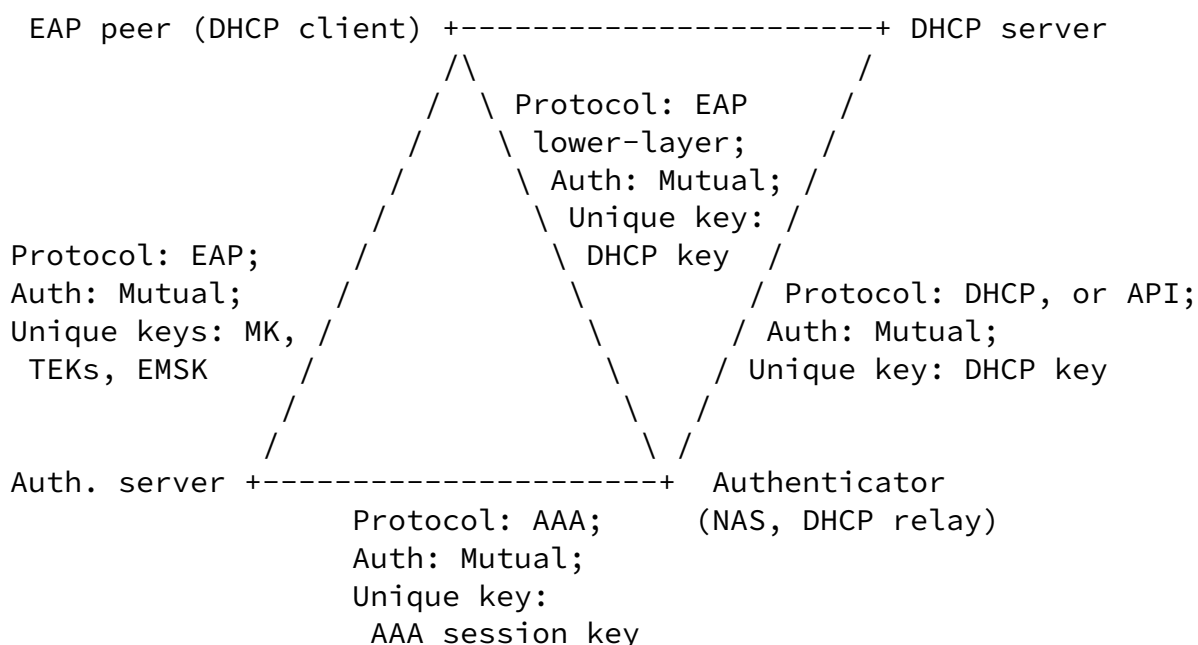 EAP peer (DHCP client) +-----------------------+ DHCP server
Protocol: EAP
lower-layer;
Auth: Mutual;
Unique key:
DHCP key
Protocol: EAP;
Auth: Mutual;
Unique keys: MK,
TEKs, EMSK
Protocol: DHCP, or API;
Auth: Mutual;
Unique key: DHCP key
Auth. server +----------------------+ Authenticator
(NAS, DHCP relay)
Protocol: AAA;
Auth: Mutual;
Unique key:
AAA session key